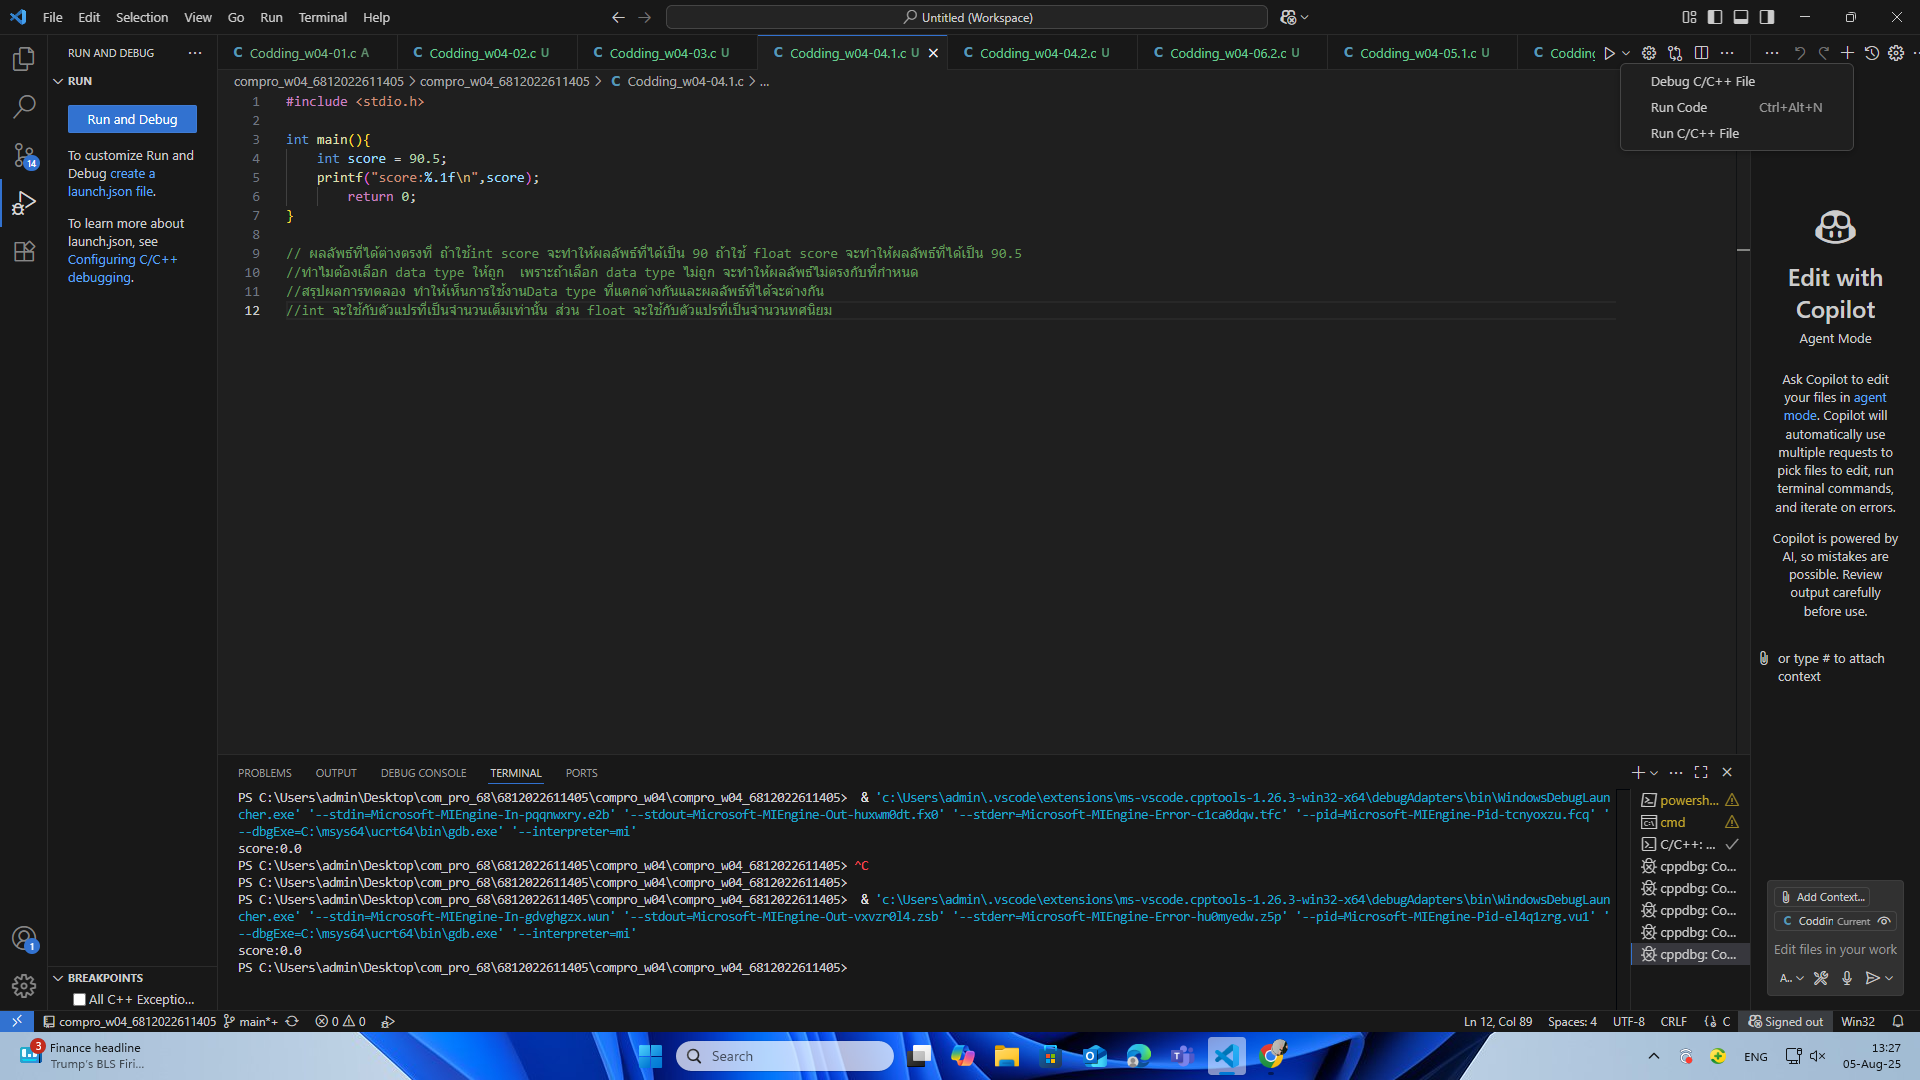 File Edit Selection View Go Run Terminal Help
Untitled (Workspace)
RUN AND DEBUG
RUN
Run and Debug
To customize Run and
Debug create a
launch.json file.
To learn more about
launch.json, see
Configuring C/C++
debugging.
BREAKPOINTS
All C++ Exceptio...
C Codding_w04-01.c A
C Codding_w04-02.c U
C Codding_w04-03.c U
C Codding_w04-04.1.c U
C Codding_w04-04.2.c U
C Codding_w04-06.2.c U
C Codding_w04-05.1.c U
C Codding
compro_w04_6812022611405 > compro_w04_6812022611405 > C Codding_w04-04.1.c > ...
Debug C/C++ File
Run Code Ctrl+Alt+N
Run C/C++ File
1 #include <stdio.h>
2
3 int main(){
4 int score = 90.5;
5 printf("score:%.1f\n",score);
6 return 0;
7 }
8
9 // ผลลัพธ์ที่ได้ต่างตรงที่ ถ้าใช้int score จะทำให้ผลลัพธ์ที่ได้เป็น 90 ถ้าใช้ float score จะทำให้ผลลัพธ์ที่ได้เป็น 90.5
10 //ทำไมต้องเลือก data type ให้ถูก เพราะถ้าเลือก data type ไม่ถูก จะทำให้ผลลัพธ์ไม่ตรงกับที่กำหนด
11 //สรุปผลการทดลอง ทำให้เห็นการใช้งานData type ที่แตกต่างกันและผลลัพธ์ที่ได้จะต่างกัน
12 //int จะใช้กับตัวแปรที่เป็นจำนวนเต็มเท่านั้น ส่วน float จะใช้กับตัวแปรที่เป็นจำนวนทศนิยม
Edit with
Copilot
Agent Mode
Ask Copilot to edit
your files in agent
mode. Copilot will
automatically use
multiple requests to
pick files to edit, run
terminal commands,
and iterate on errors.
Copilot is powered by
AI, so mistakes are
possible. Review
output carefully
before use.
or type # to attach
context
Add Context...
C Coddin Current
Edit files in your work
A..
PROBLEMS OUTPUT DEBUG CONSOLE TERMINAL PORTS
PS C:\Users\admin\Desktop\com_pro_68\6812022611405\compro_w04\compro_w04_6812022611405> & 'c:\Users\admin\.vscode\extensions\ms-vscode.cpptools-1.26.3-win32-x64\debugAdapters\bin\WindowsDebugLaun
cher.exe' '--stdin=Microsoft-MIEngine-In-pqqnwxry.e2b' '--stdout=Microsoft-MIEngine-Out-huxwm0dt.fx0' '--stderr=Microsoft-MIEngine-Error-c1ca0dqw.tfc' '--pid=Microsoft-MIEngine-Pid-tcnyoxzu.fcq' '
--dbgExe=C:\msys64\ucrt64\bin\gdb.exe' '--interpreter=mi'
score:0.0
PS C:\Users\admin\Desktop\com_pro_68\6812022611405\compro_w04\compro_w04_6812022611405> ^C
PS C:\Users\admin\Desktop\com_pro_68\6812022611405\compro_w04\compro_w04_6812022611405>
PS C:\Users\admin\Desktop\com_pro_68\6812022611405\compro_w04\compro_w04_6812022611405> & 'c:\Users\admin\.vscode\extensions\ms-vscode.cpptools-1.26.3-win32-x64\debugAdapters\bin\WindowsDebugLaun
cher.exe' '--stdin=Microsoft-MIEngine-In-gdvghgzx.wun' '--stdout=Microsoft-MIEngine-Out-vxvzr0l4.zsb' '--stderr=Microsoft-MIEngine-Error-hu0myedw.z5p' '--pid=Microsoft-MIEngine-Pid-el4q1zrg.vu1' '
--dbgExe=C:\msys64\ucrt64\bin\gdb.exe' '--interpreter=mi'
score:0.0
PS C:\Users\admin\Desktop\com_pro_68\6812022611405\compro_w04\compro_w04_6812022611405>
powersh...
cmd
C/C++: ...
cppdbg: Co...
cppdbg: Co...
cppdbg: Co...
cppdbg: Co...
cppdbg: Co...
14
1
compro_w04_6812022611405 main*+ 0 0
Ln 12, Col 89 Spaces: 4 UTF-8 CRLF C Signed out Win32
3
Finance headline
Trump's BLS Firi...
Search
ENG
13:27
05-Aug-25